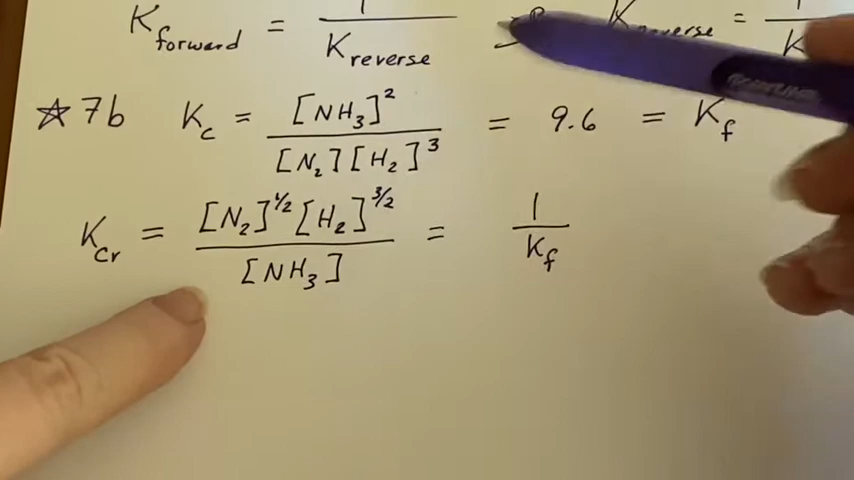 K_forward = 1 / K_reverse K_reverse = 1 / K
☆ 7b K_c = [NH₃]² / [N₂][H₂]³ = 9.6 = K_f
K_cr = [N₂]^½ [H₂]^3/2 / [NH₃] = 1 / K_f